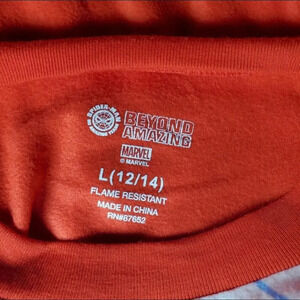 SPIDER-MAN
BEYOND
AMAZING
MARVEL
© MARVEL
L(12/14)
FLAME RESISTANT
MADE IN CHINA
RN#67652